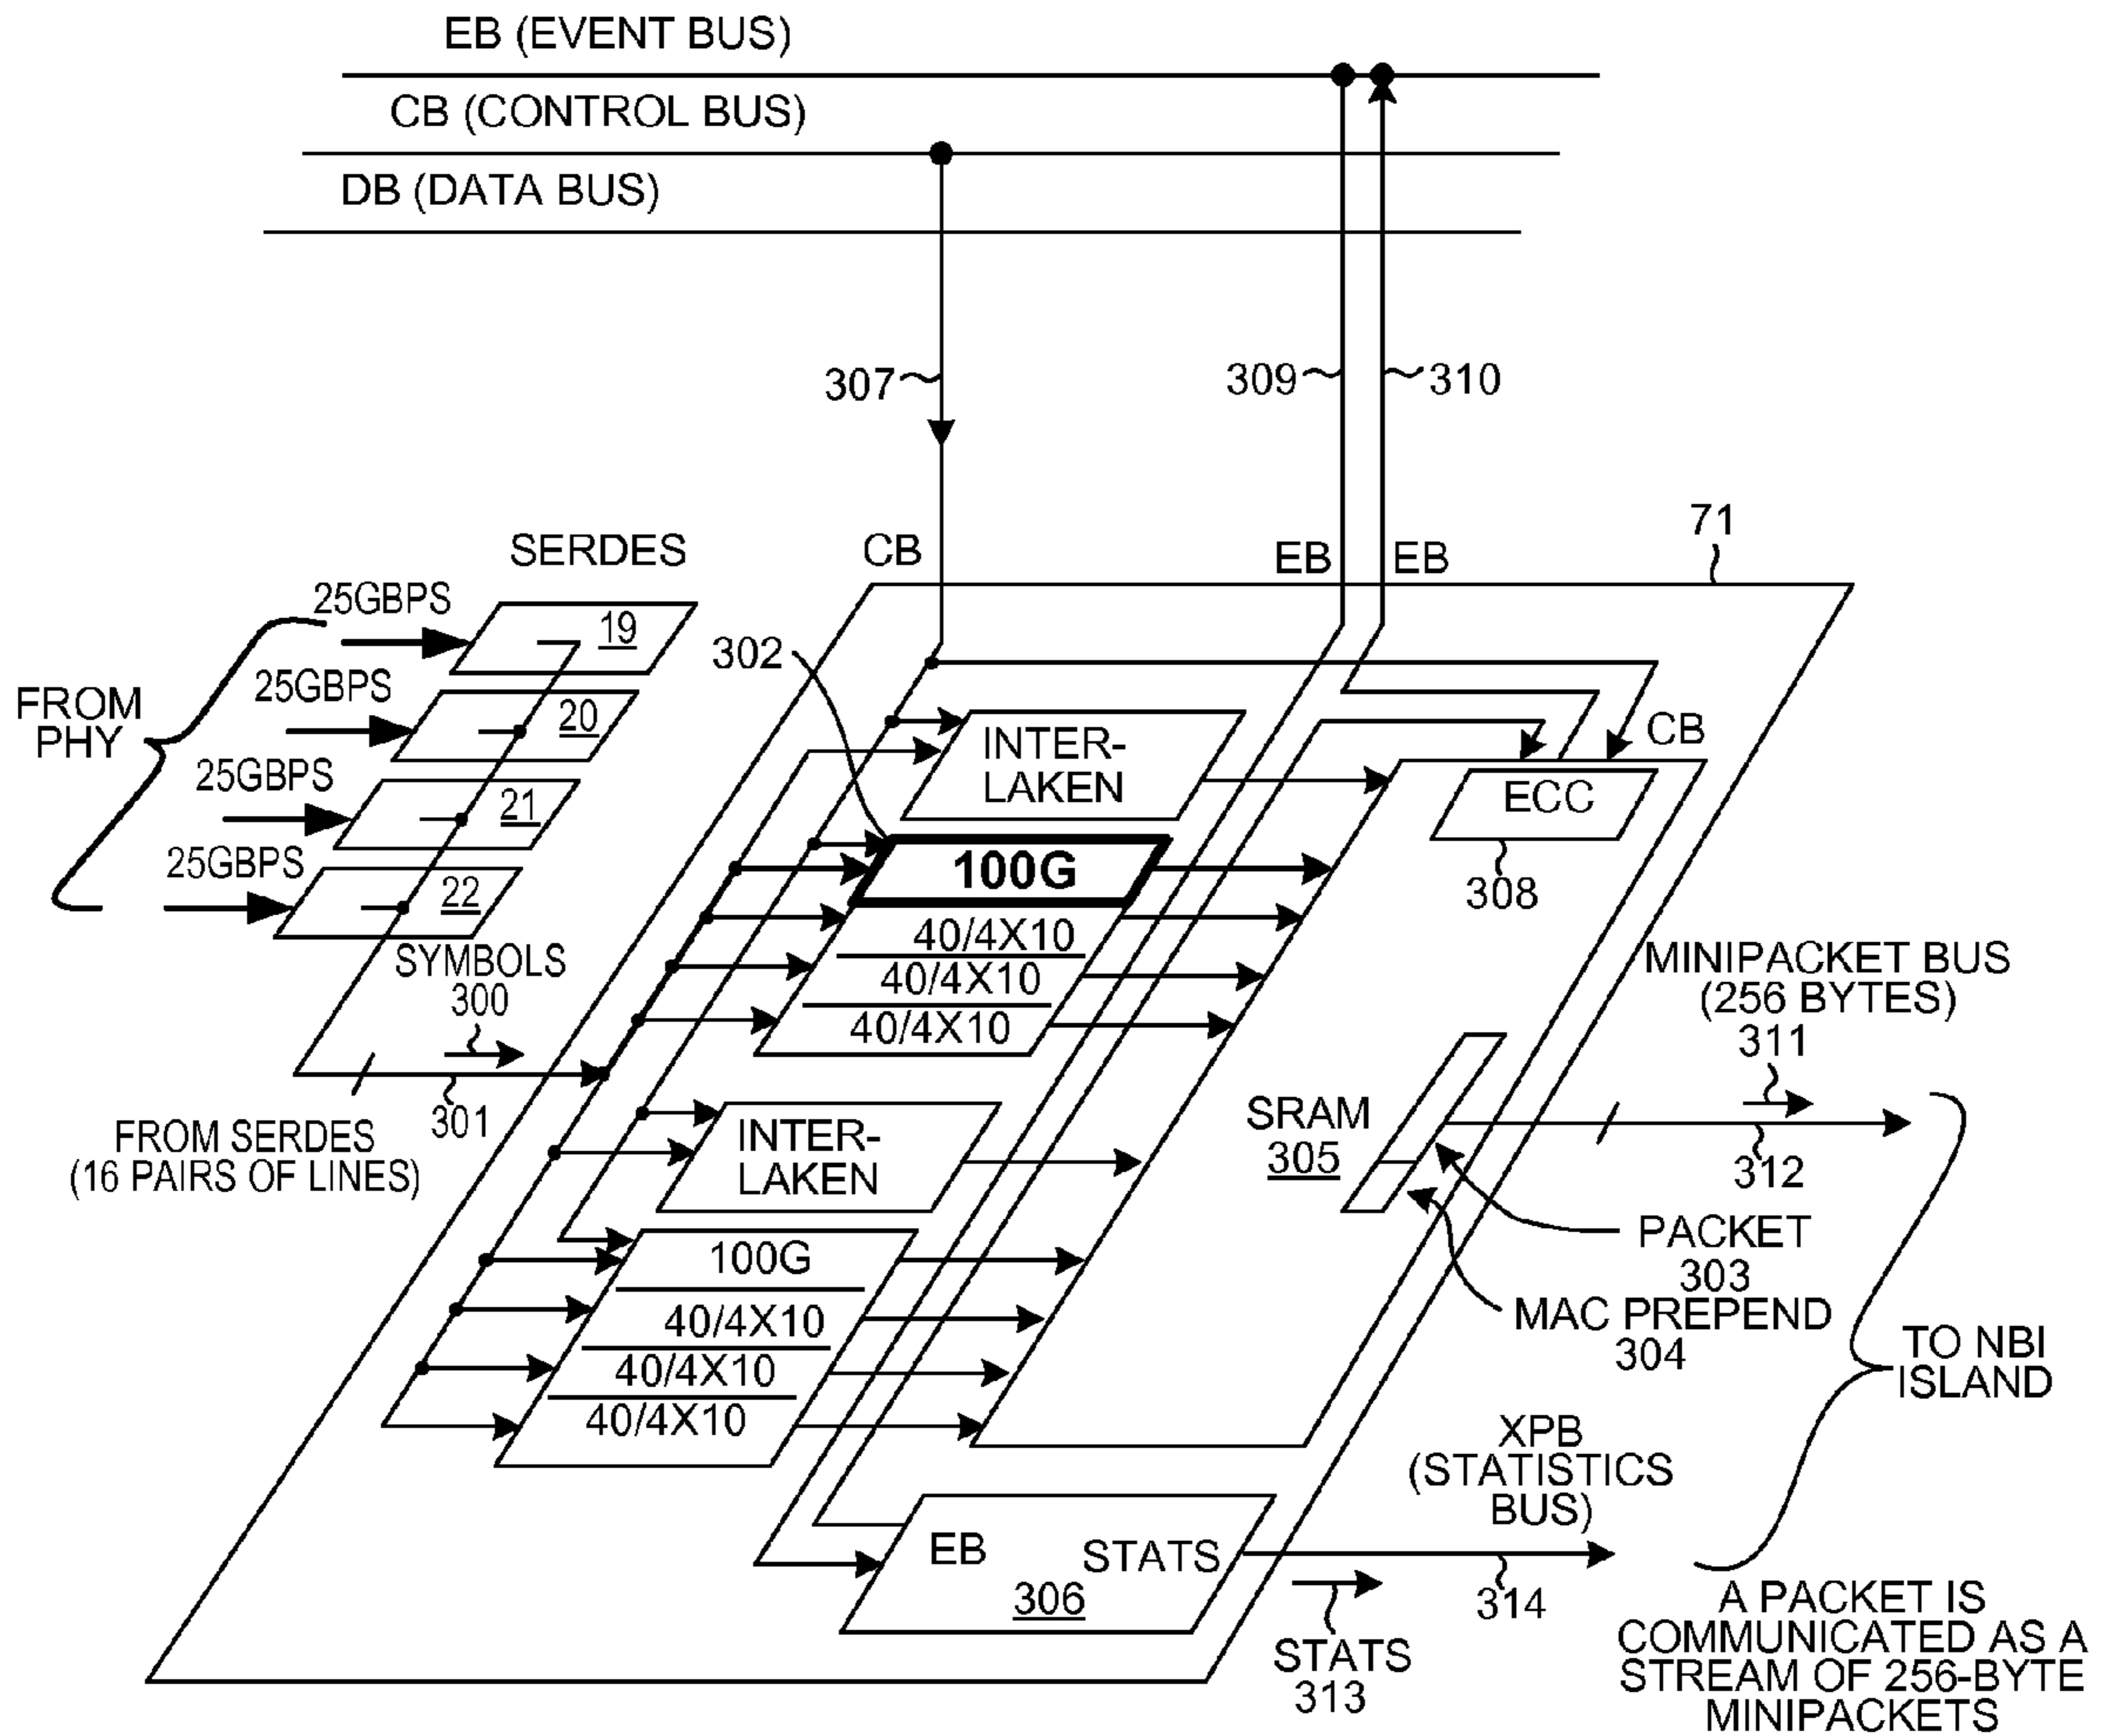 EB (EVENT BUS)
CB (CONTROL BUS)
DB (DATA BUS)
307
309
310
71
SERDES
CB
EB
EB
25GBPS
19
302
25GBPS
20
FROM
PHY
CB
INTER-
LAKEN
25GBPS
21
ECC
25GBPS
22
100G
308
40/4X10
40/4X10
40/4X10
SYMBOLS
300
MINIPACKET BUS
(256 BYTES)
311
301
FROM SERDES
(16 PAIRS OF LINES)
INTER-
LAKEN
SRAM
305
312
PACKET
303
MAC PREPEND
304
100G
40/4X10
40/4X10
40/4X10
TO NBI
ISLAND
XPB
(STATISTICS
BUS)
EB
STATS
306
314
STATS
313
A PACKET IS
COMMUNICATED AS A
STREAM OF 256-BYTE
MINIPACKETS